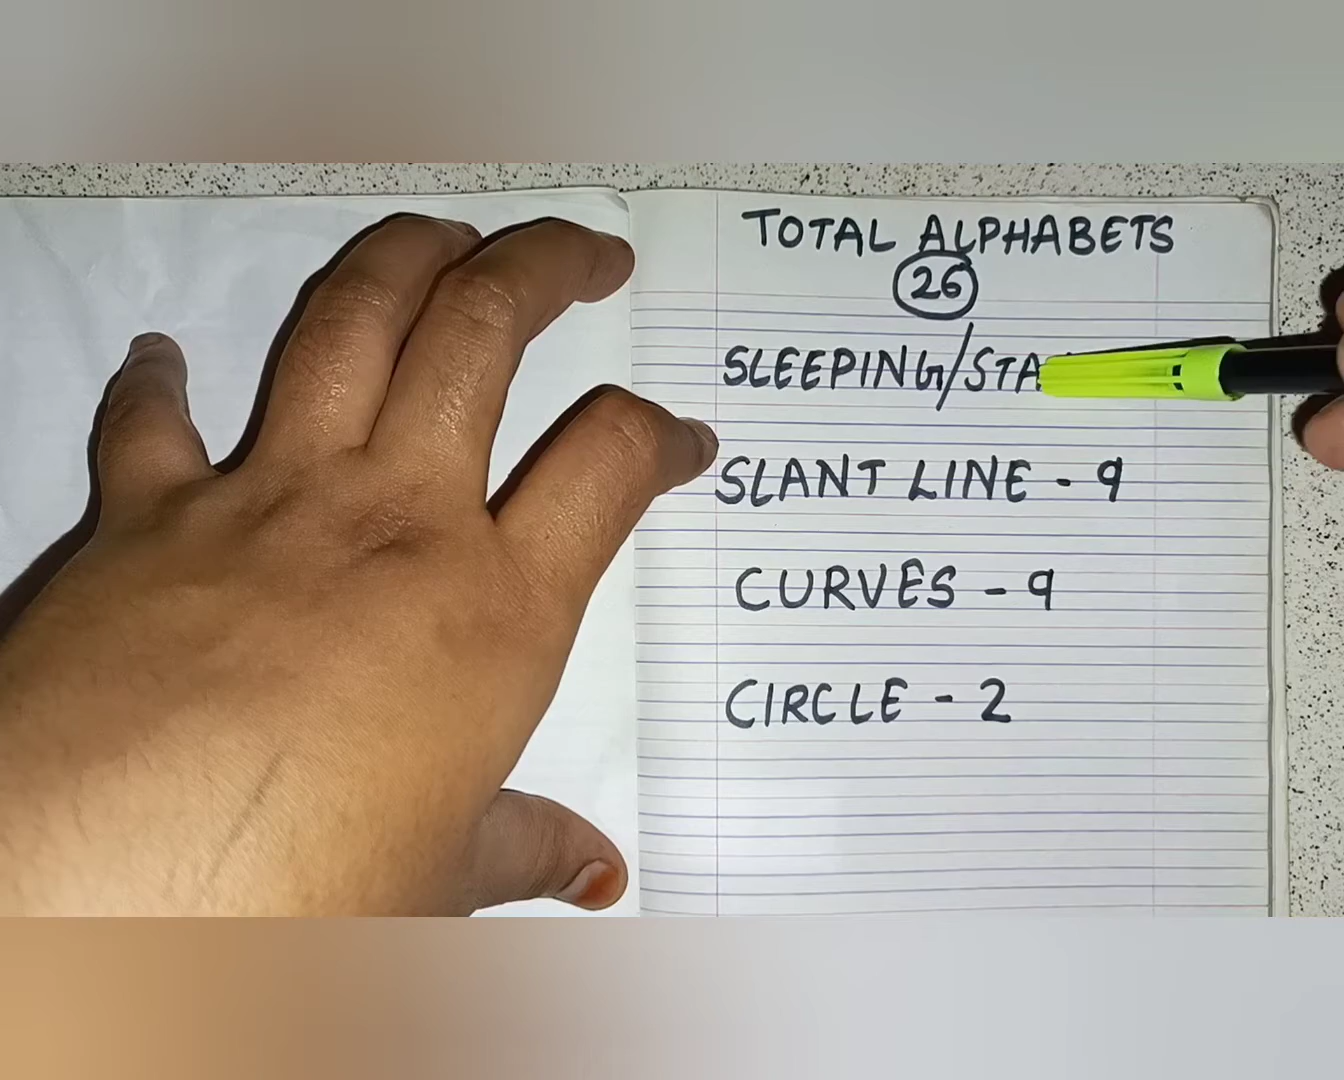 TOTAL ALPHABETS
26
SLEEPING/STA
SLANT LINE - 9
CURVES - 9
CIRCLE - 2